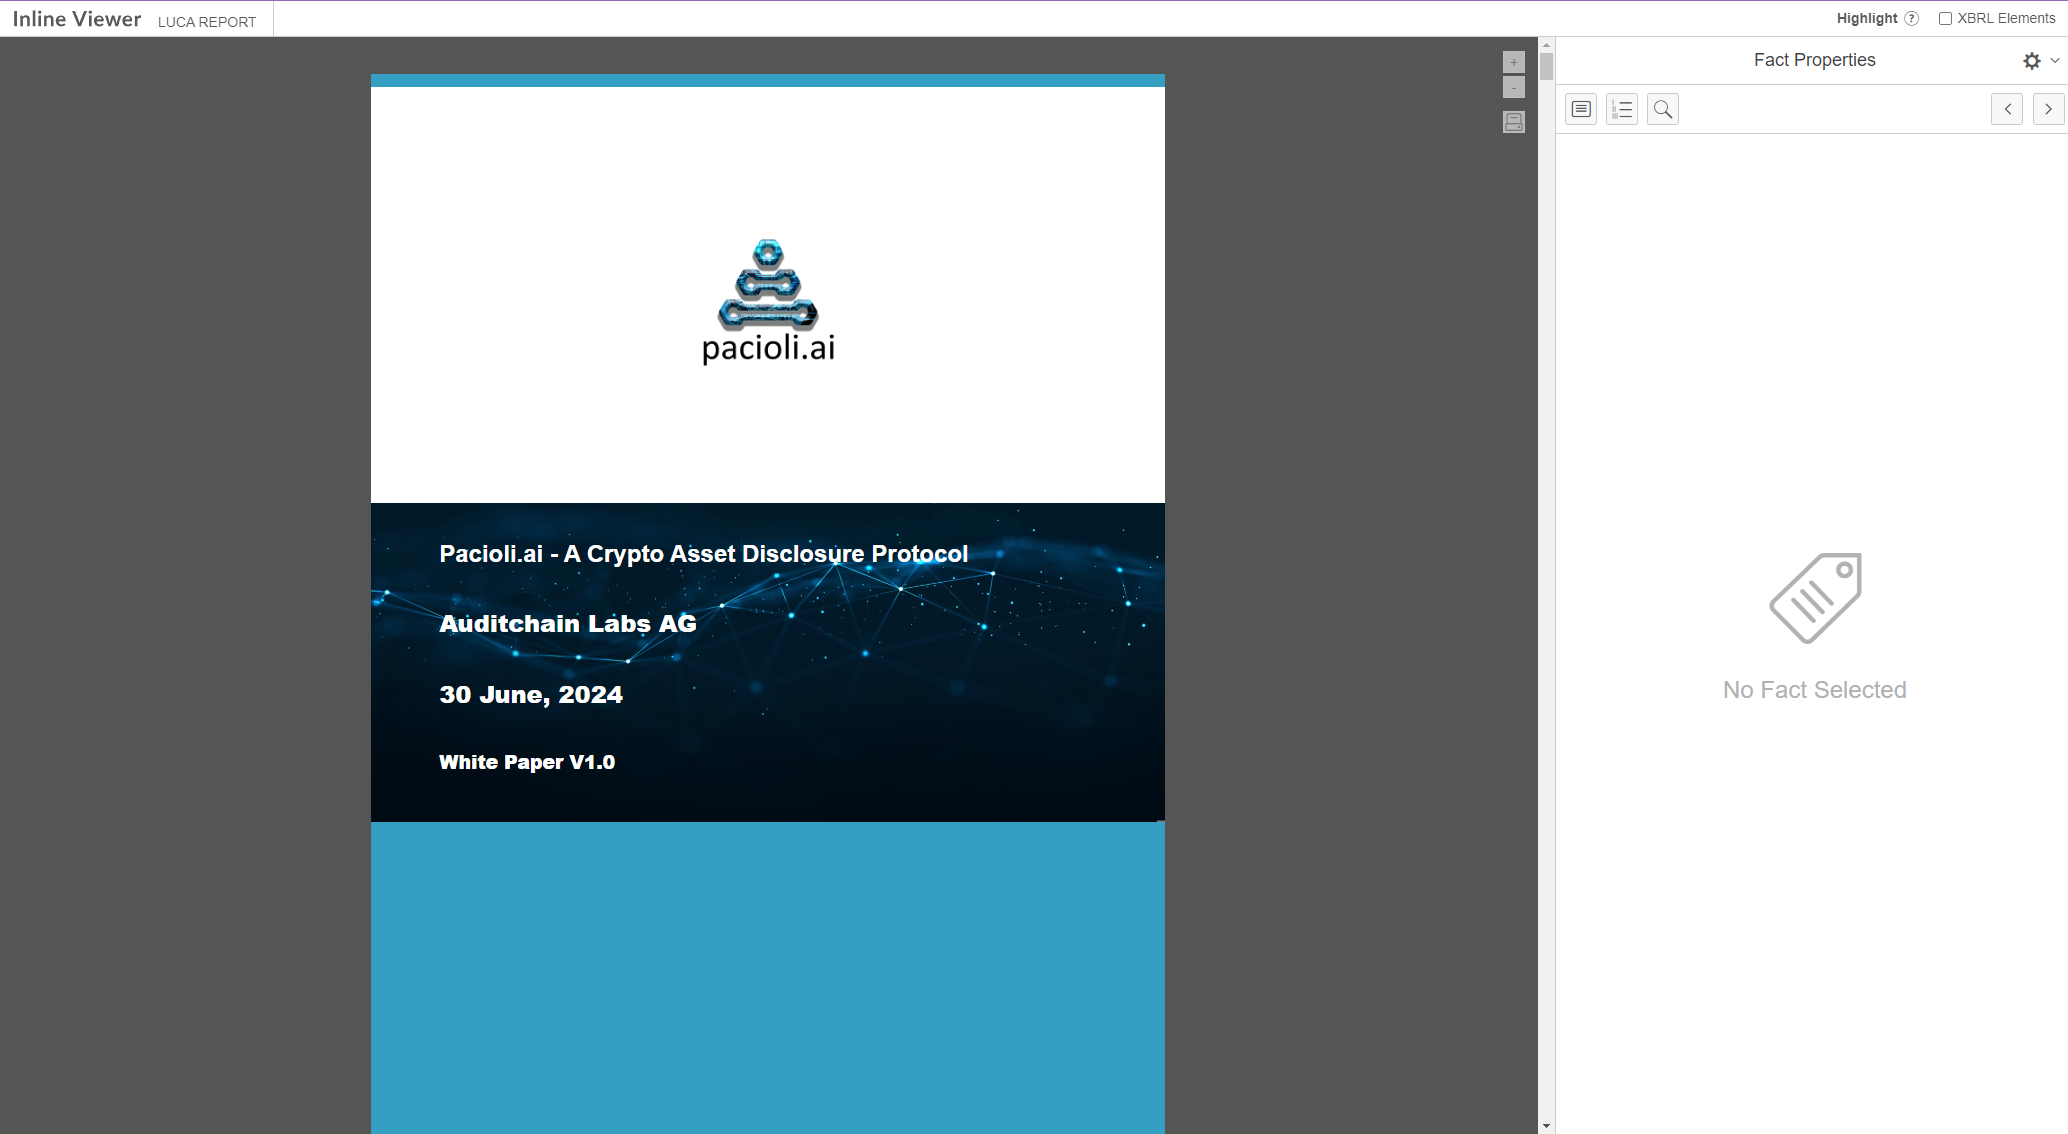 Inline Viewer LUCA REPORT
Highlight ? XBRL Elements
Fact Properties
+
-
pacioli.ai
Pacioli.ai - A Crypto Asset Disclosure Protocol
Auditchain Labs AG
30 June, 2024
White Paper V1.0
No Fact Selected